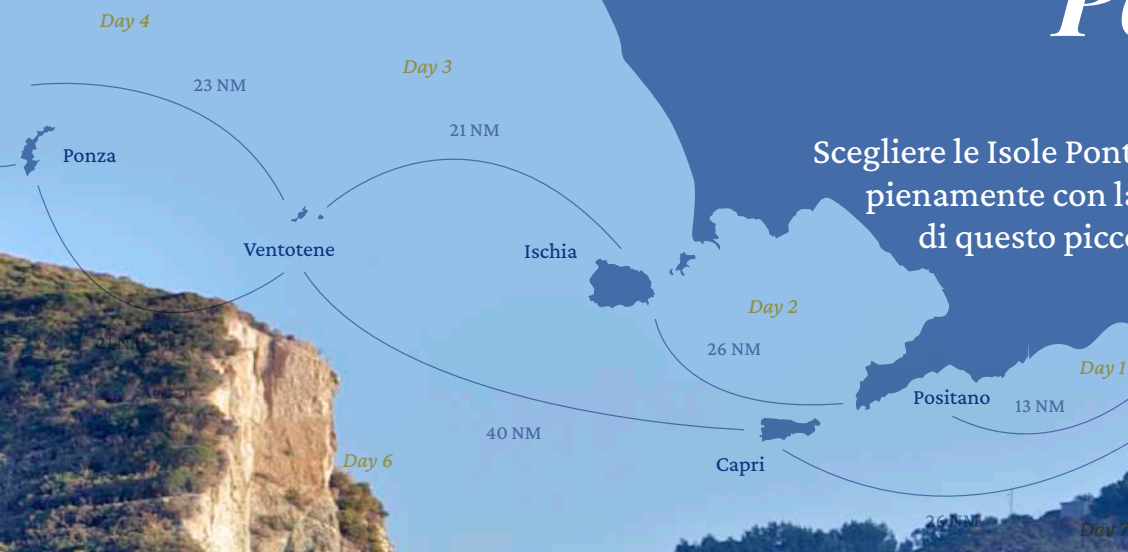 Day 4
Day 3
23 NM
21 NM
Scegliere le Isole Pont
Ponza
pienamente con la
di questo picco
Ventotene
Ischia
Day 2
21 NM
26 NM
Day 1
Positano
13 NM
40 NM
Day 6
Capri
26 NM
Day 7